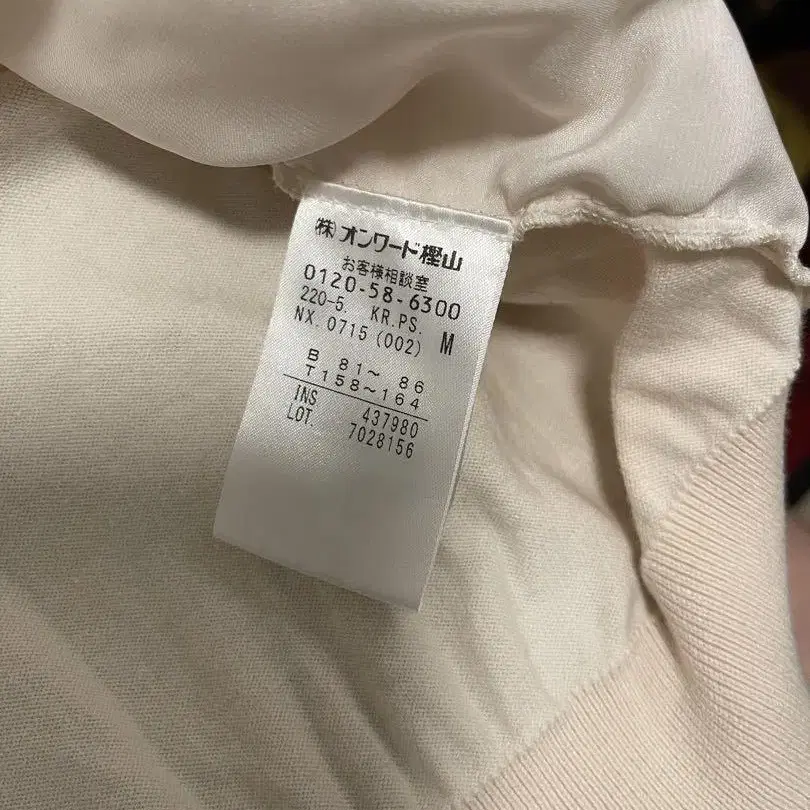 ㈱オンワード樫山
お客様相談室
0120-58-6300
220-5. KR.PS.
NX. 0715 (002) M
B 81～ 86
T 158～164
INS 437980
LOT. 7028156